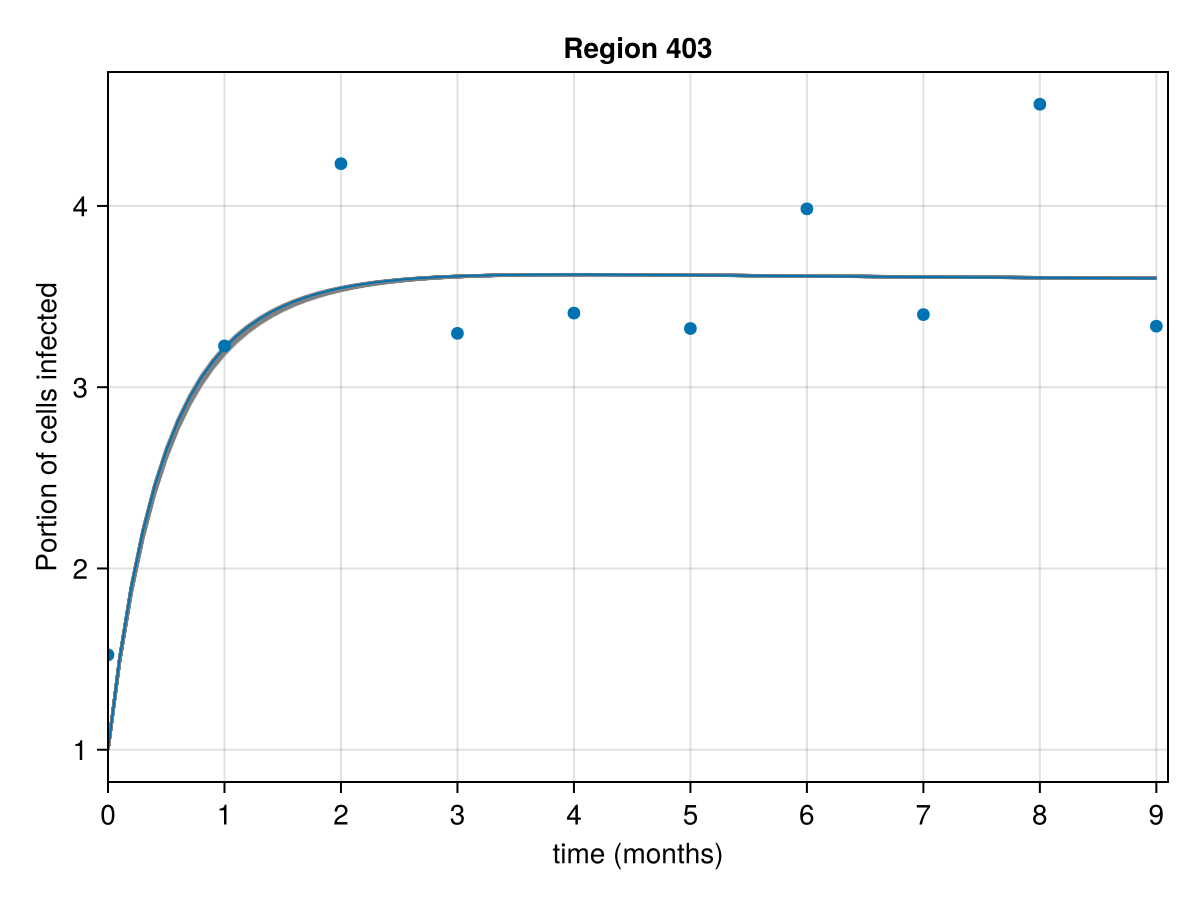 Region 403
Portion of cells infected
4
3
2
1
0 1 2 3 4 5 6 7 8 9
time (months)